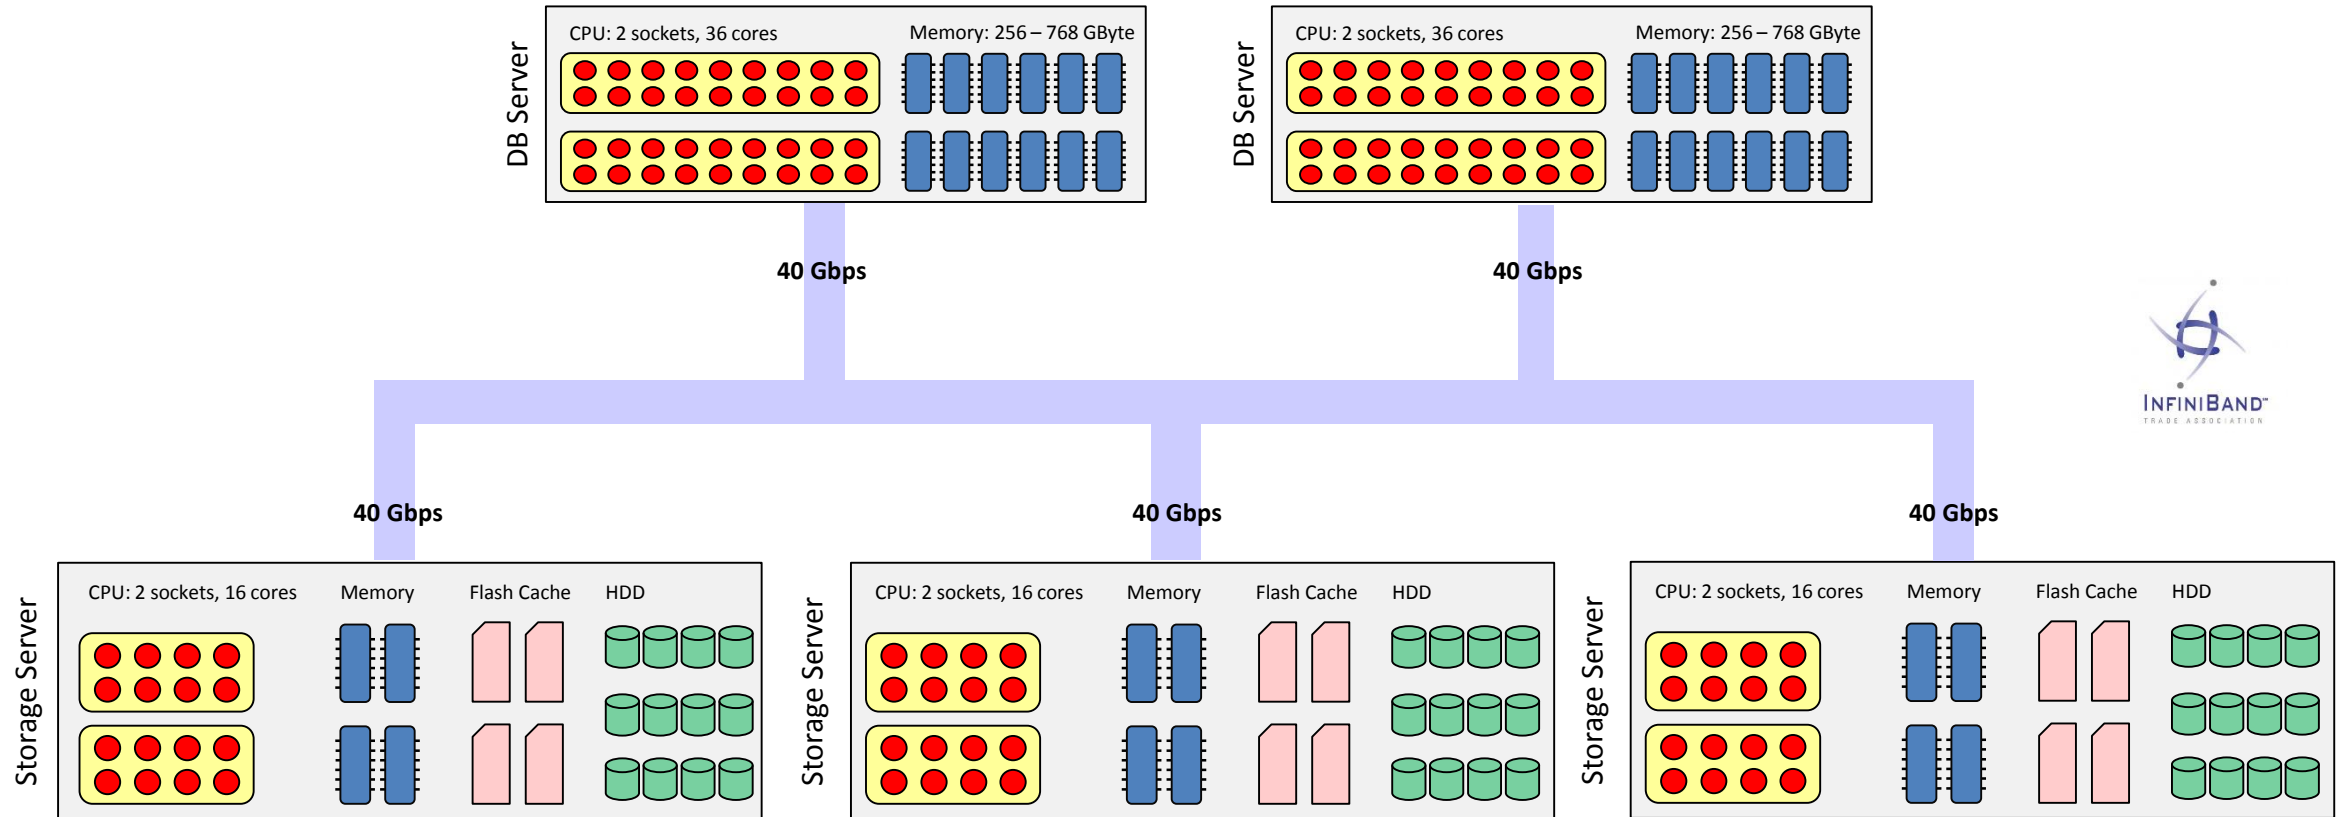 DB Server
CPU: 2 sockets, 36 cores
Memory: 256 – 768 GByte
DB Server
CPU: 2 sockets, 36 cores
Memory: 256 – 768 GByte
40 Gbps
40 Gbps
INFINIBAND™
TRADE ASSOCIATION
40 Gbps
40 Gbps
40 Gbps
Storage Server
CPU: 2 sockets, 16 cores
Memory
Flash Cache
HDD
Storage Server
CPU: 2 sockets, 16 cores
Memory
Flash Cache
HDD
Storage Server
CPU: 2 sockets, 16 cores
Memory
Flash Cache
HDD